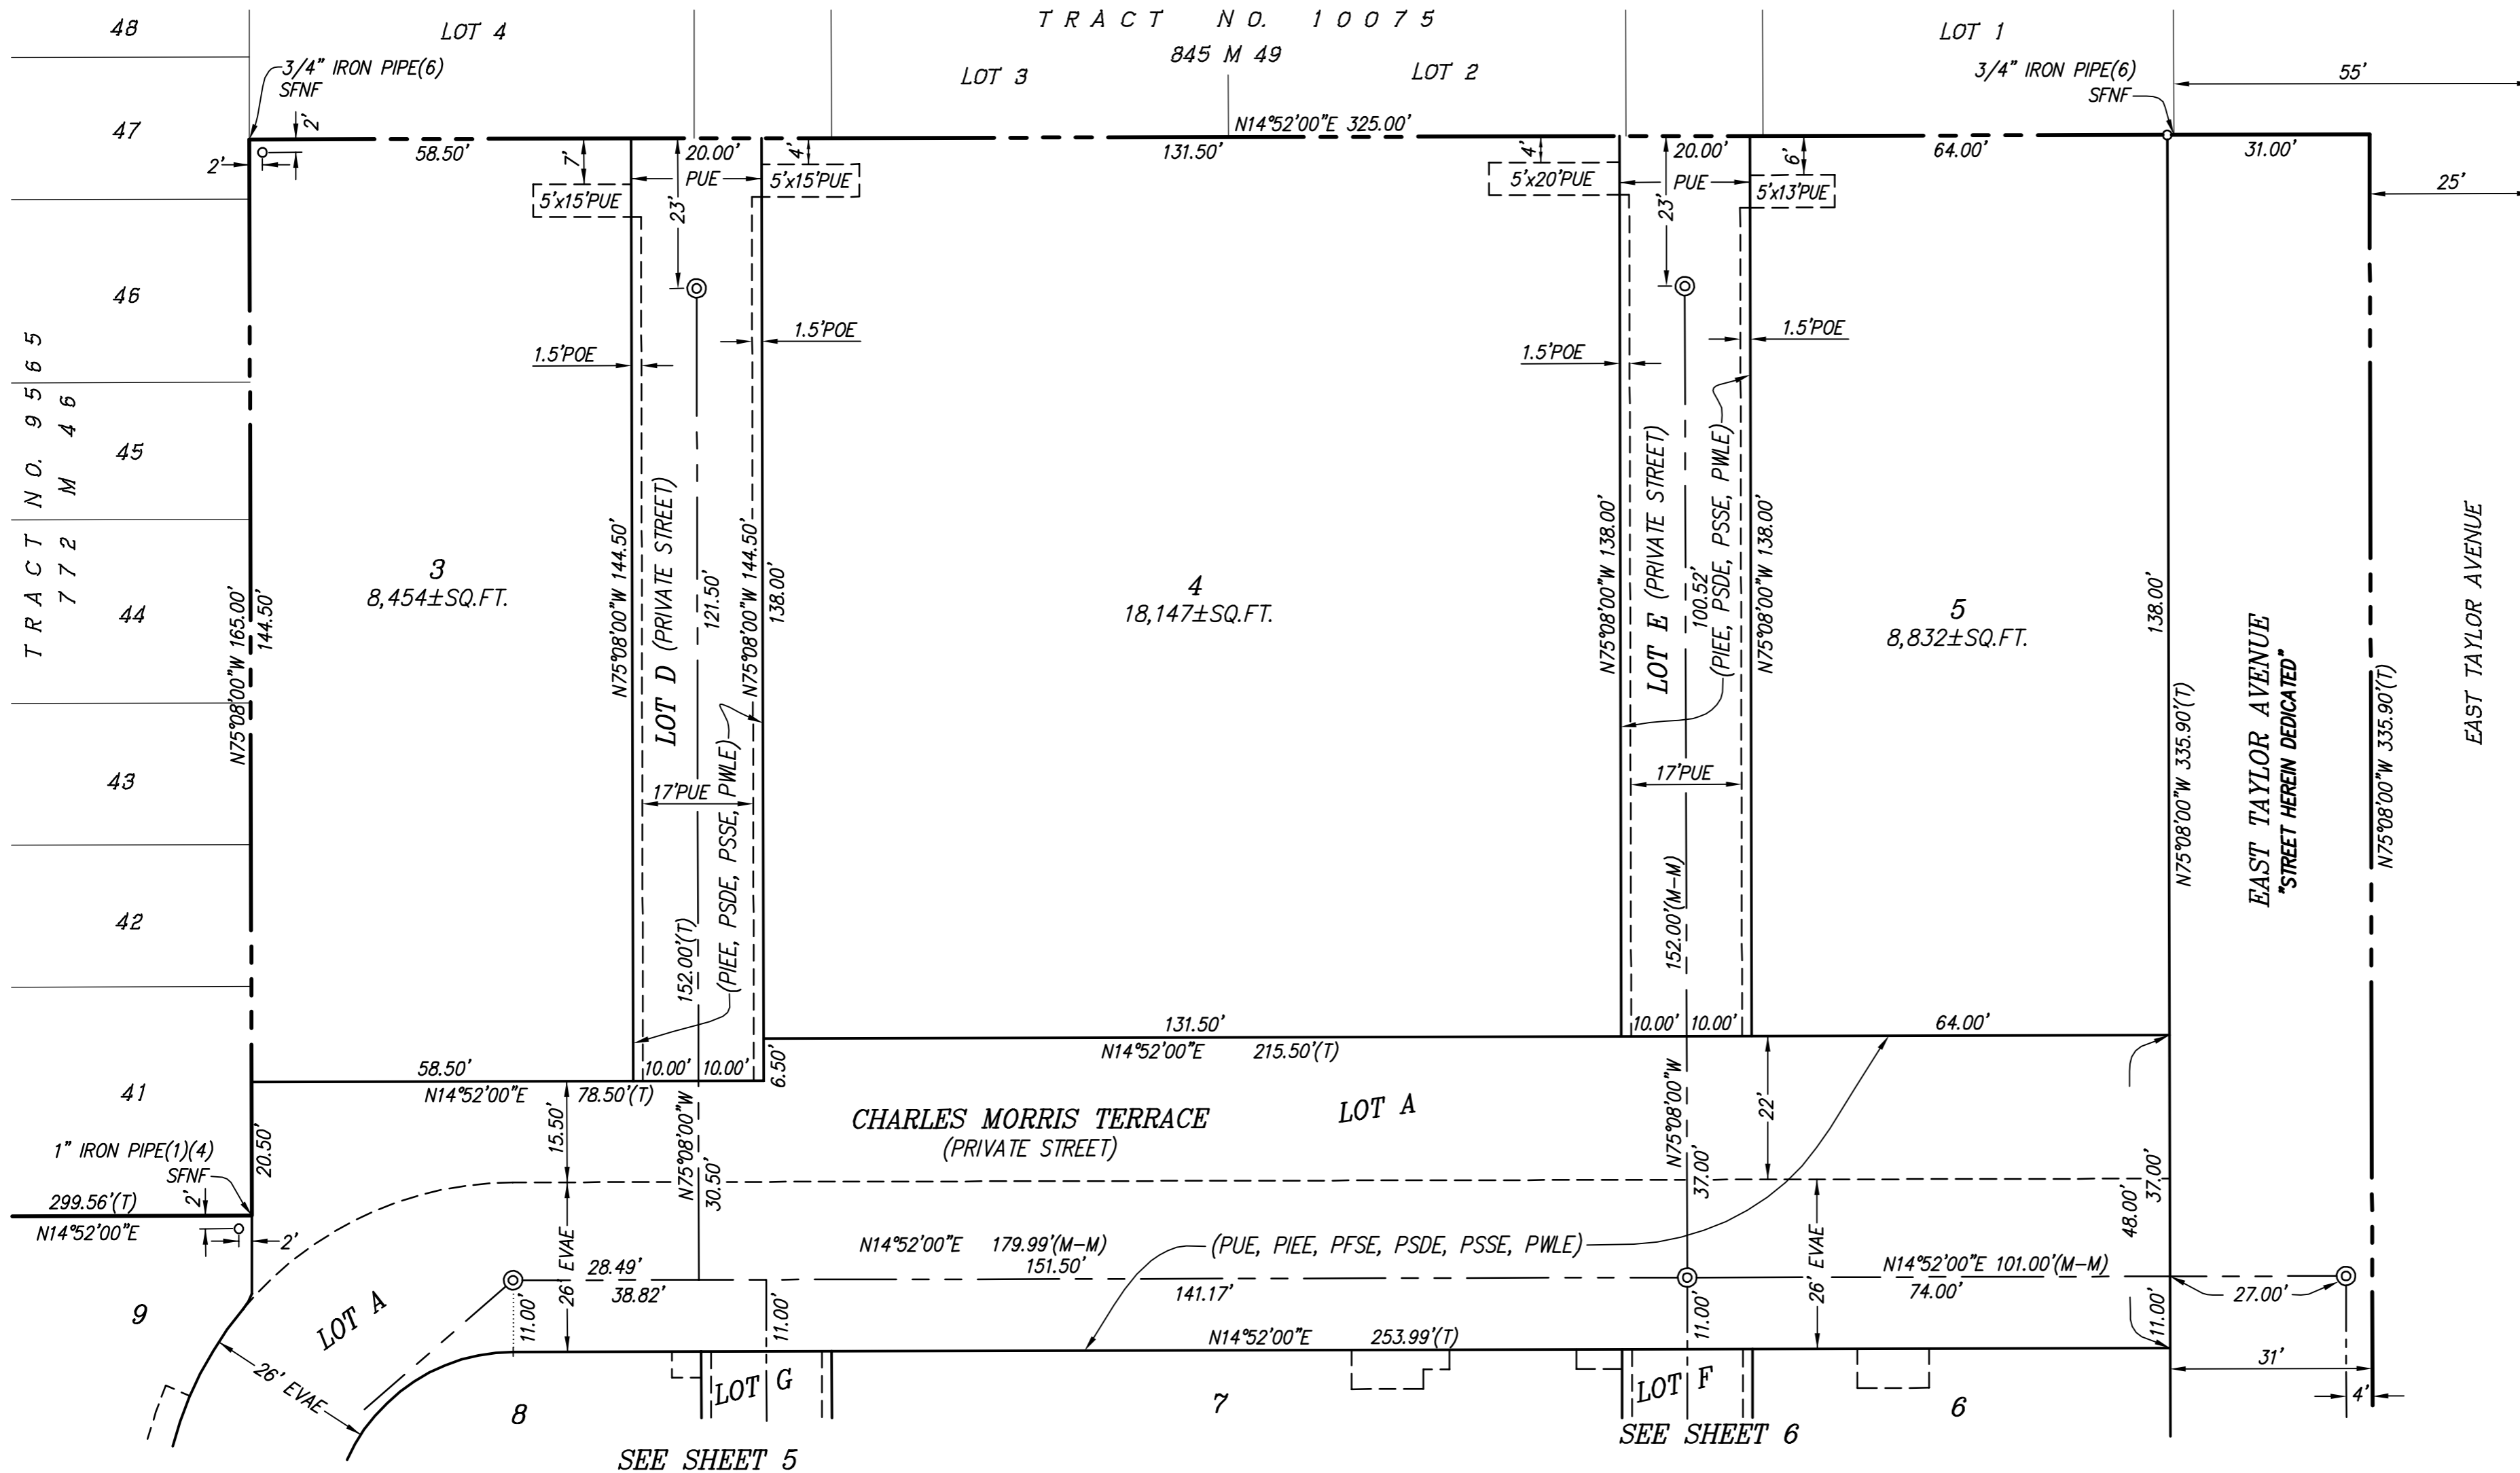 48
LOT 4
TRACT NO. 10075
845 M 49
LOT 1
LOT 3
LOT 2
3/4" IRON PIPE(6)
SFNF
3/4" IRON PIPE(6)
SFNF
55'
47
2'
2'
N14°52'00"E 325.00'
58.50'
7'
20.00'
4'
131.50'
4'
20.00'
6'
64.00'
31.00'
PUE
5'x15'PUE
5'x15'PUE
23'
5'x20'PUE
PUE
5'x13'PUE
23'
25'
46
1.5'POE
1.5'POE
1.5'POE
1.5'POE
TRACT NO. 9565
772 M 46
45
44
43
42
41
N75°08'00"W 165.00'
144.50'
3
8,454±SQ.FT.
N75°08'00"W 144.50'
LOT D (PRIVATE STREET)
121.50'
N75°08'00"W 144.50'
138.00'
(PIEE, PSDE, PSSE, PWLE)
17'PUE
152.00'(T)
4
18,147±SQ.FT.
N75°08'00"W 138.00'
LOT E (PRIVATE STREET)
100.52'
(PIEE, PSDE, PSSE, PWLE)
N75°08'00"W 138.00'
17'PUE
152.00'(M-M)
5
8,832±SQ.FT.
138.00'
N75°08'00"W 335.90'(T)
EAST TAYLOR AVENUE
"STREET HEREIN DEDICATED"
N75°08'00"W 335.90'(T)
EAST TAYLOR AVENUE
131.50'
N14°52'00"E 215.50'(T)
10.00' 10.00'
64.00'
58.50'
N14°52'00"E 78.50'(T)
10.00' 10.00'
6.50'
15.50'
N75°08'00"W
30.50'
CHARLES MORRIS TERRACE
(PRIVATE STREET)
LOT A
N75°08'00"W
37.00'
22'
20.50'
1" IRON PIPE(1)(4)
SFNF
299.56'(T)
N14°52'00"E
2'
2'
37.00'
48.00'
26' EVAE
28.49'
38.82'
N14°52'00"E 179.99'(M-M)
151.50'
141.17'
(PUE, PIEE, PFSE, PSDE, PSSE, PWLE)
26' EVAE
N14°52'00"E 101.00'(M-M)
74.00'
27.00'
9
LOT A
26' EVAE
11.00'
11.00'
N14°52'00"E 253.99'(T)
11.00'
11.00'
31'
4'
8
LOT G
7
LOT F
6
SEE SHEET 5
SEE SHEET 6